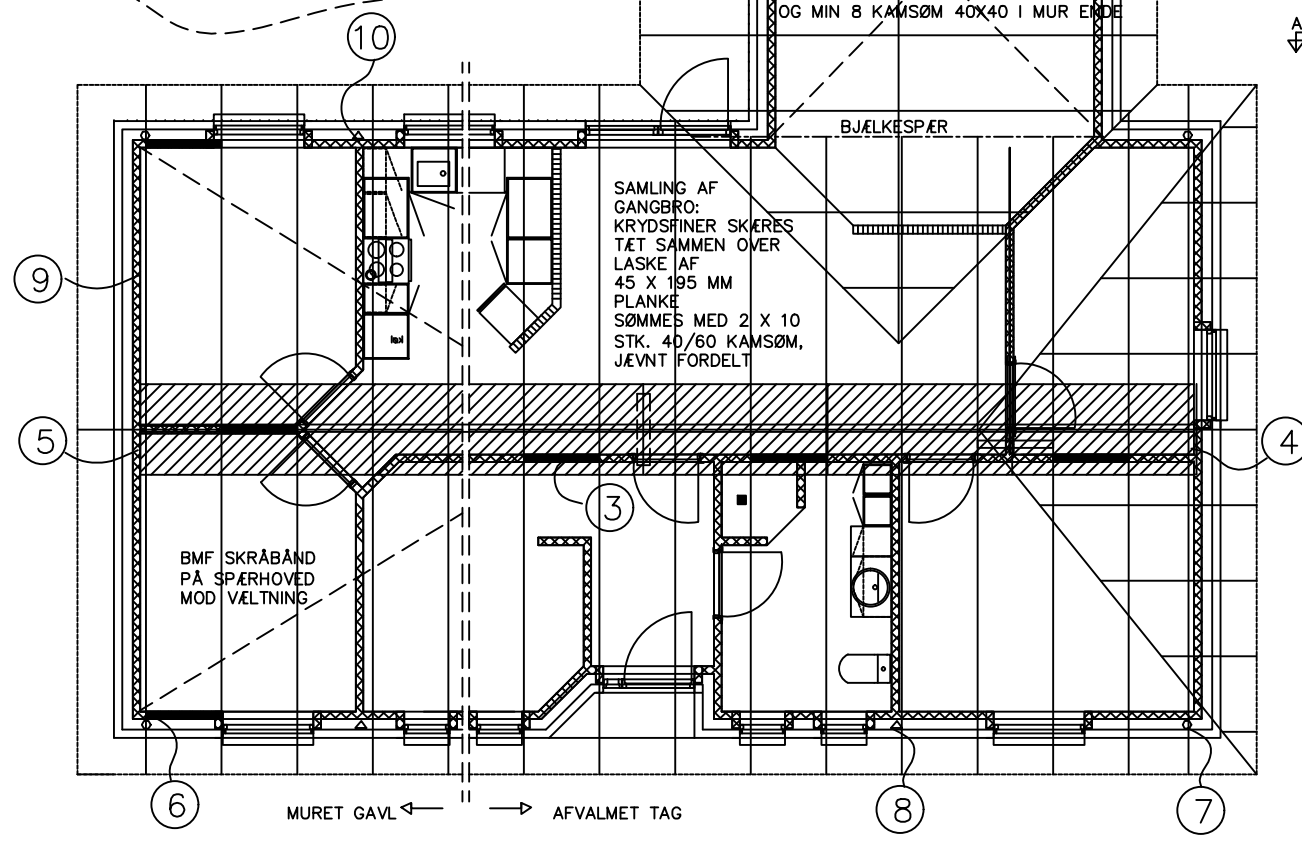 OG MIN 8 KAMSØM 40X40 I MUR ENDE
A
10
BJÆLKESPÆR
SAMLING AF
GANGBRO:
KRYDSFINER SKÆRES
TÆT SAMMEN OVER
LASKE AF
45 X 195 MM
PLANKE
SØMMES MED 2 X 10
STK. 40/60 KAMSØM,
JÆVNT FORDELT
9
5
4
3
BMF SKRÅBÅND
PÅ SPÆRHOVED
MOD VÆLTNING
6
MURET GAVL
AFVALMET TAG
8
7